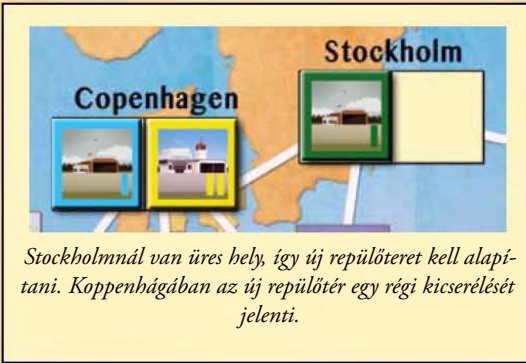 Stockholm
Copenhagen
Stockholmnál van üres hely, így új repülőteret kell alapí-
tani. Koppenhágában az új repülőtér egy régi kicserélését
jelenti.